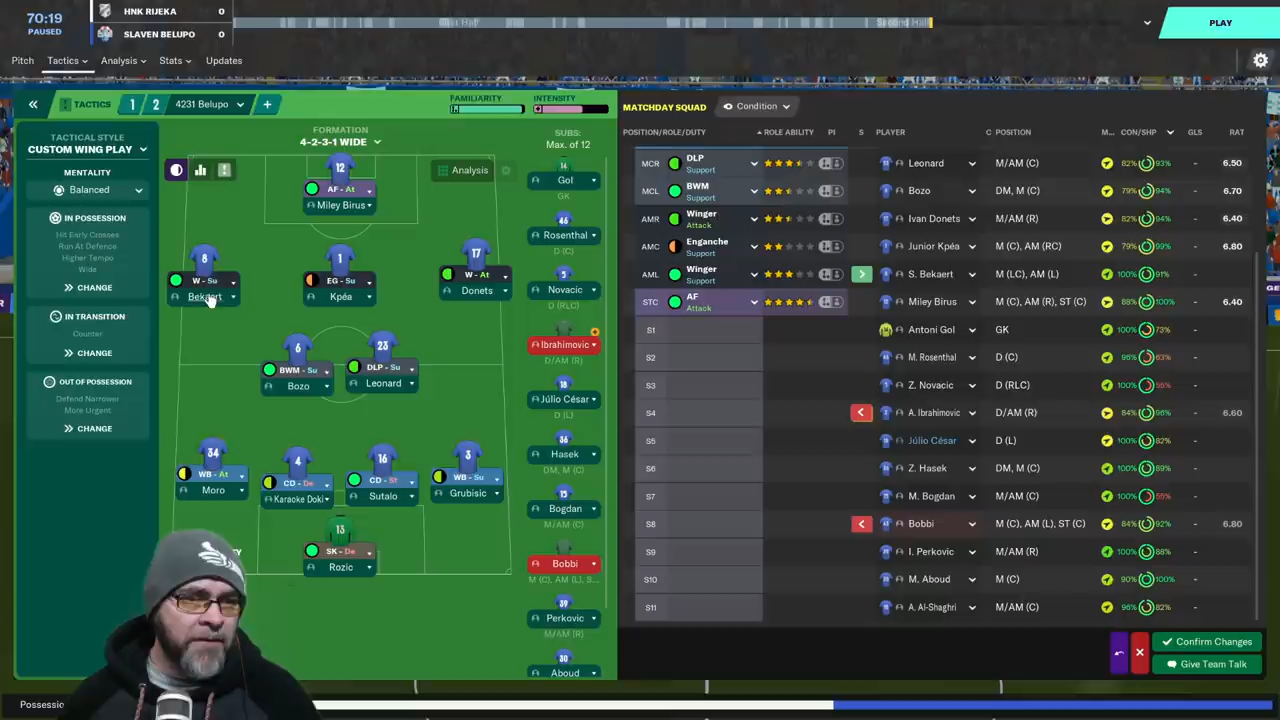 70:19
PAUSED
HNK RIJEKA 0
SLAVEN BELUPO 0
PLAY
Pitch Tactics Analysis Stats Updates
TACTICS 1 2 4231 Belupo +
FAMILIARITY INTENSITY
TACTICAL STYLE
CUSTOM WING PLAY
MENTALITY
Balanced
IN POSSESSION
Hit Early Crosses
Run At Defence
Higher Tempo
Wide
CHANGE
IN TRANSITION
Counter
CHANGE
OUT OF POSSESSION
Defend Narrower
More Urgent
CHANGE
FORMATION
4-2-3-1 WIDE
Analysis
12
AF - At
Miley Birus
8
W - Su
Bekaert
1
EG - Su
Kpéa
17
W - At
Donets
6
BWM - Su
Bozo
23
DLP - Su
Leonard
34
WB - At
Moro
4
CD - De
Karaoke Doki
16
CD - St
Sutalo
3
WB - Su
Grubisic
13
SK - De
Rozic
SUBS:
Max. of 12
14
Gol
GK
46
Rosenthal
D (C)
5
Novacic
D (RLC)
Ibrahimovic
D/AM (R)
18
Júlio César
D (L)
36
Hasek
DM, M (C)
15
Bogdan
M/AM (C)
Bobbi
M (C), AM (L), S...
39
Perkovic
M/AM (R)
30
Aboud
MATCHDAY SQUAD Condition
POSITION/ROLE/DUTY ROLE ABILITY PI S PLAYER C POSITION M... CON/SHP GLS RAT
MCR DLP Support Leonard M/AM (C) 82% 93% - 6.50
MCL BWM Support Bozo DM, M (C) 79% 94% - 6.70
AMR Winger Attack Ivan Donets M/AM (R) 82% 94% - 6.40
AMC Enganche Support Junior Kpéa M (C), AM (RC) 79% 99% - 6.80
AML Winger Support S. Bekaert M (LC), AM (L) 100% 91% -
STC AF Attack Miley Birus M (C), AM (R), ST (C) 88% 100% - 6.40
S1 Antoni Gol GK 100% 73% -
S2 M. Rosenthal D (C) 96% 63% -
S3 Z. Novacic D (RLC) 100% 55% -
S4 A. Ibrahimovic D/AM (R) 84% 96% - 6.60
S5 Júlio César D (L) 100% 82% -
S6 Z. Hasek DM, M (C) 100% 89% -
S7 M. Bogdan M/AM (C) 100% 55% -
S8 Bobbi M (C), AM (L), ST (C) 84% 92% - 6.80
S9 I. Perkovic M/AM (R) 100% 88% -
S10 M. Aboud M (C) 90% 100% -
S11 A. Al-Shaghri M/AM (C) 96% 82% -
Confirm Changes
Give Team Talk
Possessio